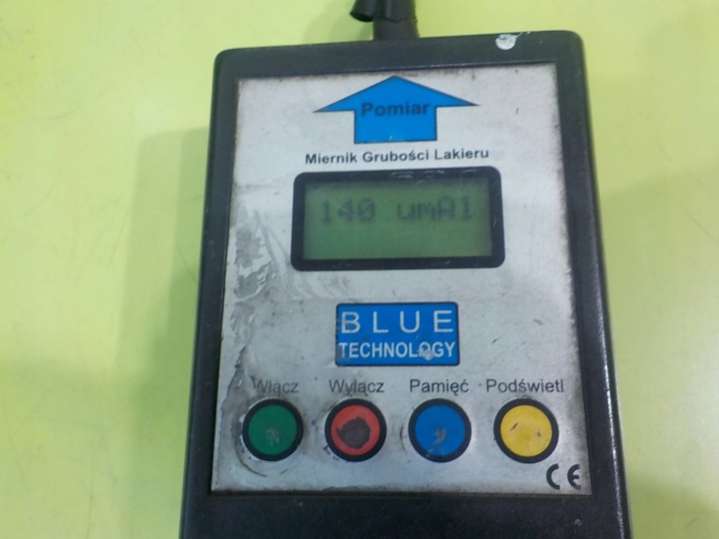 Pomiar
Miernik Grubości Lakieru
140 umAl
BLUE
TECHNOLOGY
Włącz Wyłącz Pamięć Podświetl
CE